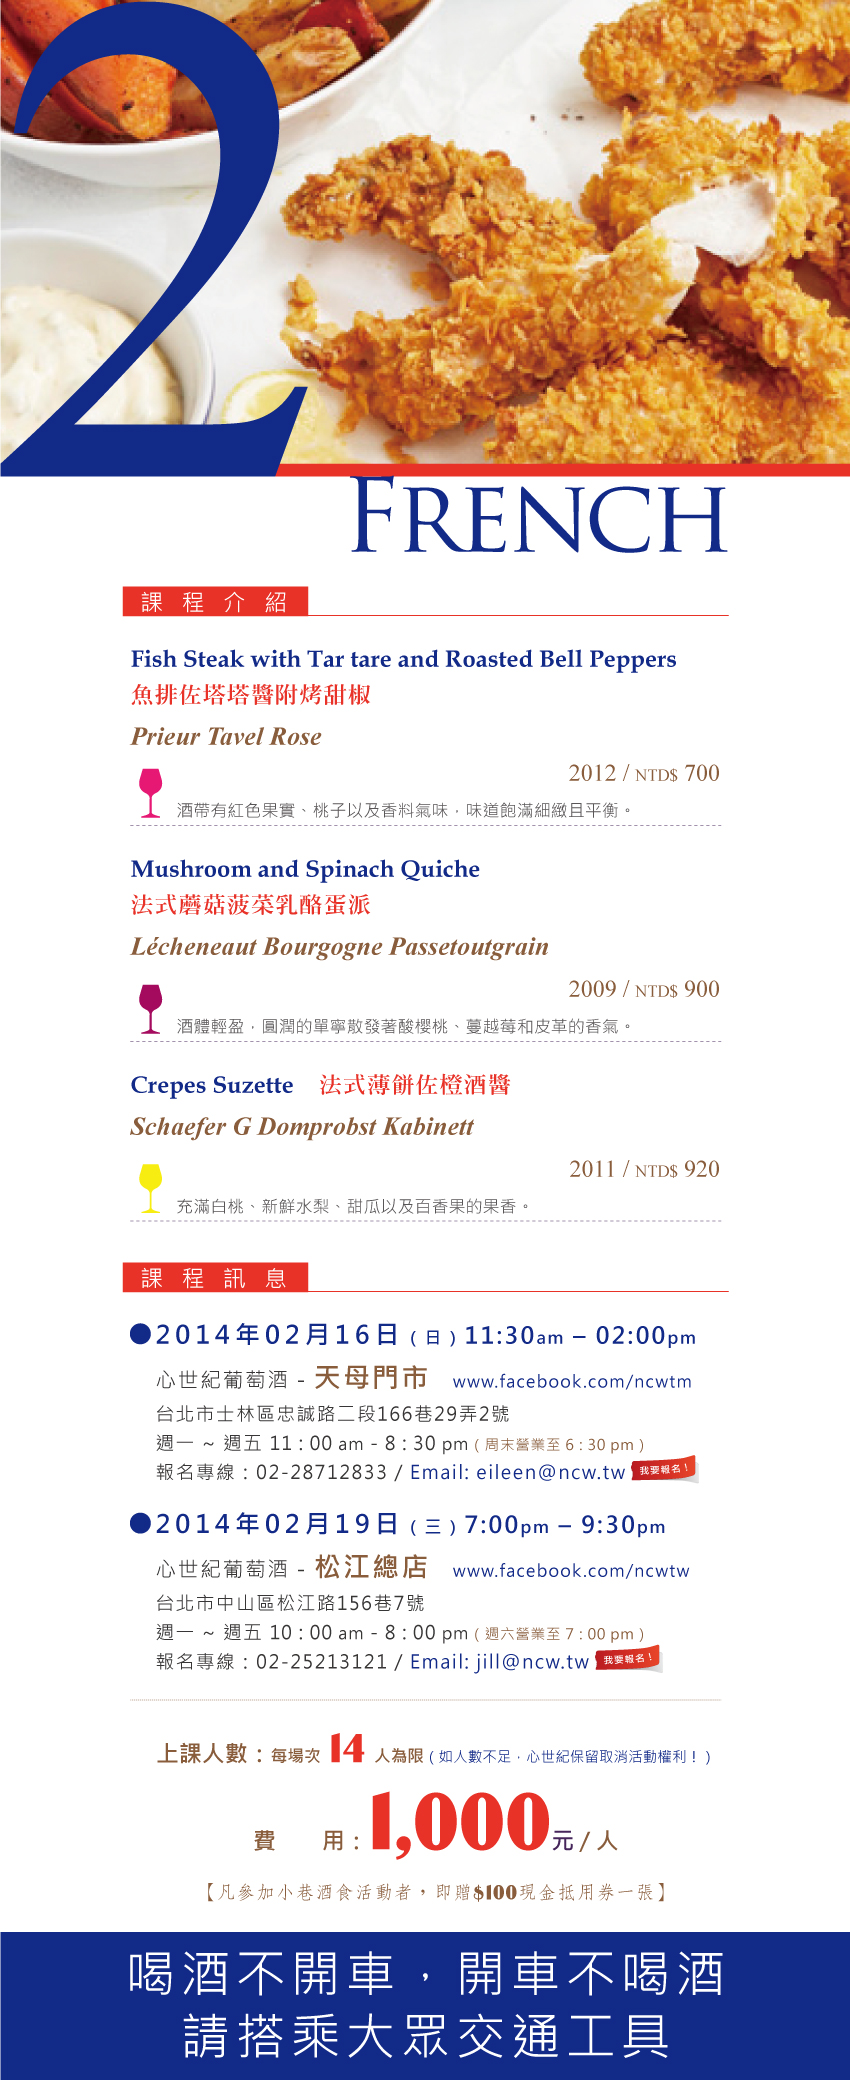 2
FRENCH
課程介紹
Fish Steak with Tar tare and Roasted Bell Peppers
魚排佐塔塔醬附烤甜椒
Prieur Tavel Rose
2012 / NTD$ 700
酒帶有紅色果實、桃子以及香料氣味，味道飽滿細緻且平衡。
Mushroom and Spinach Quiche
法式蘑菇菠菜乳酪蛋派
Lécheneaut Bourgogne Passetoutgrain
2009 / NTD$ 900
酒體輕盈，圓潤的單寧散發著酸櫻桃、蔓越莓和皮革的香氣。
Crepes Suzette 法式薄餅佐橙酒醬
Schaefer G Domprobst Kabinett
2011 / NTD$ 920
充滿白桃、新鮮水梨、甜瓜以及百香果的果香。
課程訊息
●2014年02月16日(日)11:30am – 02:00pm
心世紀葡萄酒 - 天母門市 www.facebook.com/ncwtm
台北市士林區忠誠路二段166巷29弄2號
週一 ~ 週五 11 : 00 am - 8 : 30 pm ( 周末營業至 6 : 30 pm )
報名專線 : 02-28712833 / Email: eileen@ncw.tw 我要報名！
●2014年02月19日(三)7:00pm – 9:30pm
心世紀葡萄酒 - 松江總店 www.facebook.com/ncwtw
台北市中山區松江路156巷7號
週一 ~ 週五 10 : 00 am - 8 : 00 pm ( 週六營業至 7 : 00 pm )
報名專線 : 02-25213121 / Email: jill@ncw.tw 我要報名！
上課人數：每場次 14 人為限 ( 如人數不足，心世紀保留取消活動權利！)
費 用：1,000元 / 人
【凡參加小巷酒食活動者，即贈$100現金抵用券一張】
喝酒不開車，開車不喝酒
請搭乘大眾交通工具